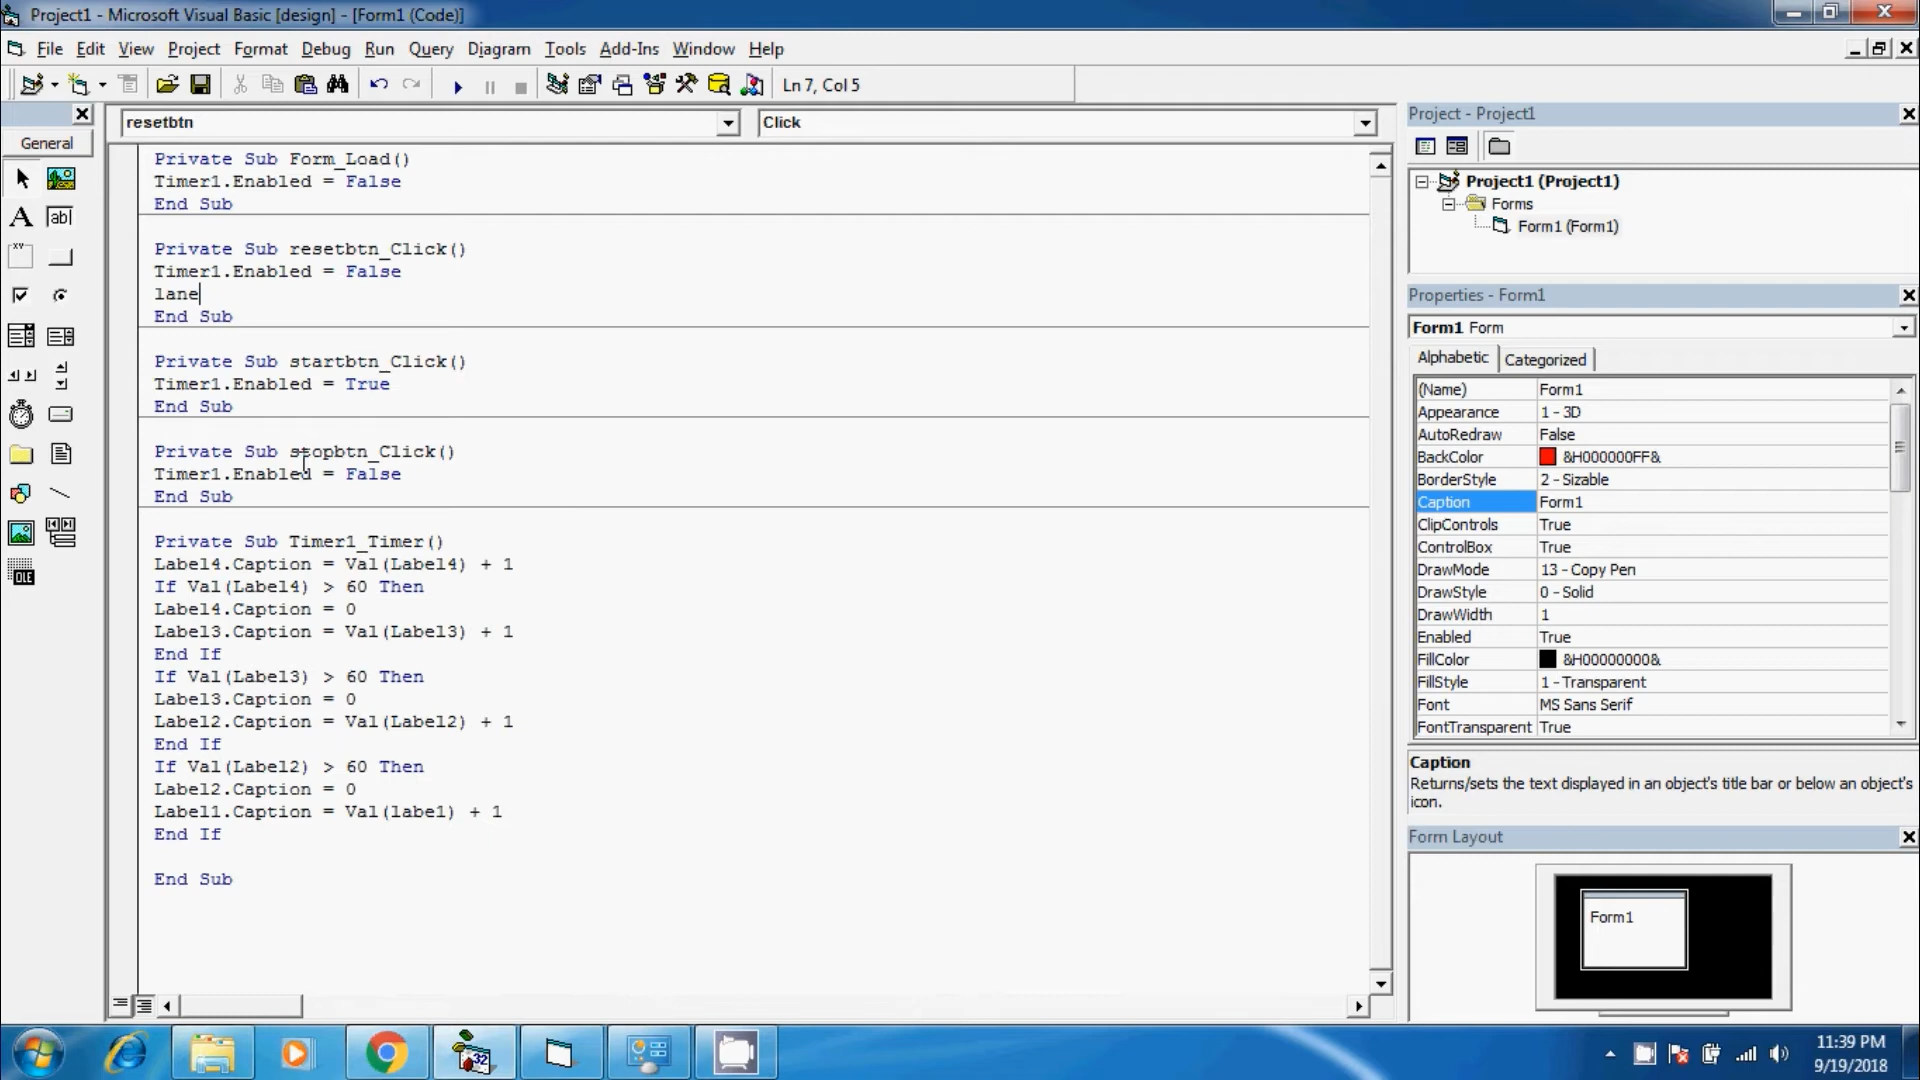 Project1 - Microsoft Visual Basic [design] - [Form1 (Code)]
File Edit View Project Format Debug Run Query Diagram Tools Add-Ins Window Help
Ln 7, Col 5
General
resetbtn
Click
Private Sub Form_Load()
Timer1.Enabled = False
End Sub
Private Sub resetbtn_Click()
Timer1.Enabled = False
lane
End Sub
Private Sub startbtn_Click()
Timer1.Enabled = True
End Sub
Private Sub stopbtn_Click()
Timer1.Enabled = False
End Sub
Private Sub Timer1_Timer()
Label4.Caption = Val(Label4) + 1
If Val(Label4) > 60 Then
Label4.Caption = 0
Label3.Caption = Val(Label3) + 1
End If
If Val(Label3) > 60 Then
Label3.Caption = 0
Label2.Caption = Val(Label2) + 1
End If
If Val(Label2) > 60 Then
Label2.Caption = 0
Label1.Caption = Val(label1) + 1
End If
End Sub
Project - Project1
Project1 (Project1)
Forms
Form1 (Form1)
Properties - Form1
Form1 Form
Alphabetic Categorized
(Name) Form1
Appearance 1 - 3D
AutoRedraw False
BackColor &H000000FF&
BorderStyle 2 - Sizable
Caption Form1
ClipControls True
ControlBox True
DrawMode 13 - Copy Pen
DrawStyle 0 - Solid
DrawWidth 1
Enabled True
FillColor &H00000000&
FillStyle 1 - Transparent
Font MS Sans Serif
FontTransparent True
Caption
Returns/sets the text displayed in an object's title bar or below an object's
icon.
Form Layout
Form1
11:39 PM
9/19/2018